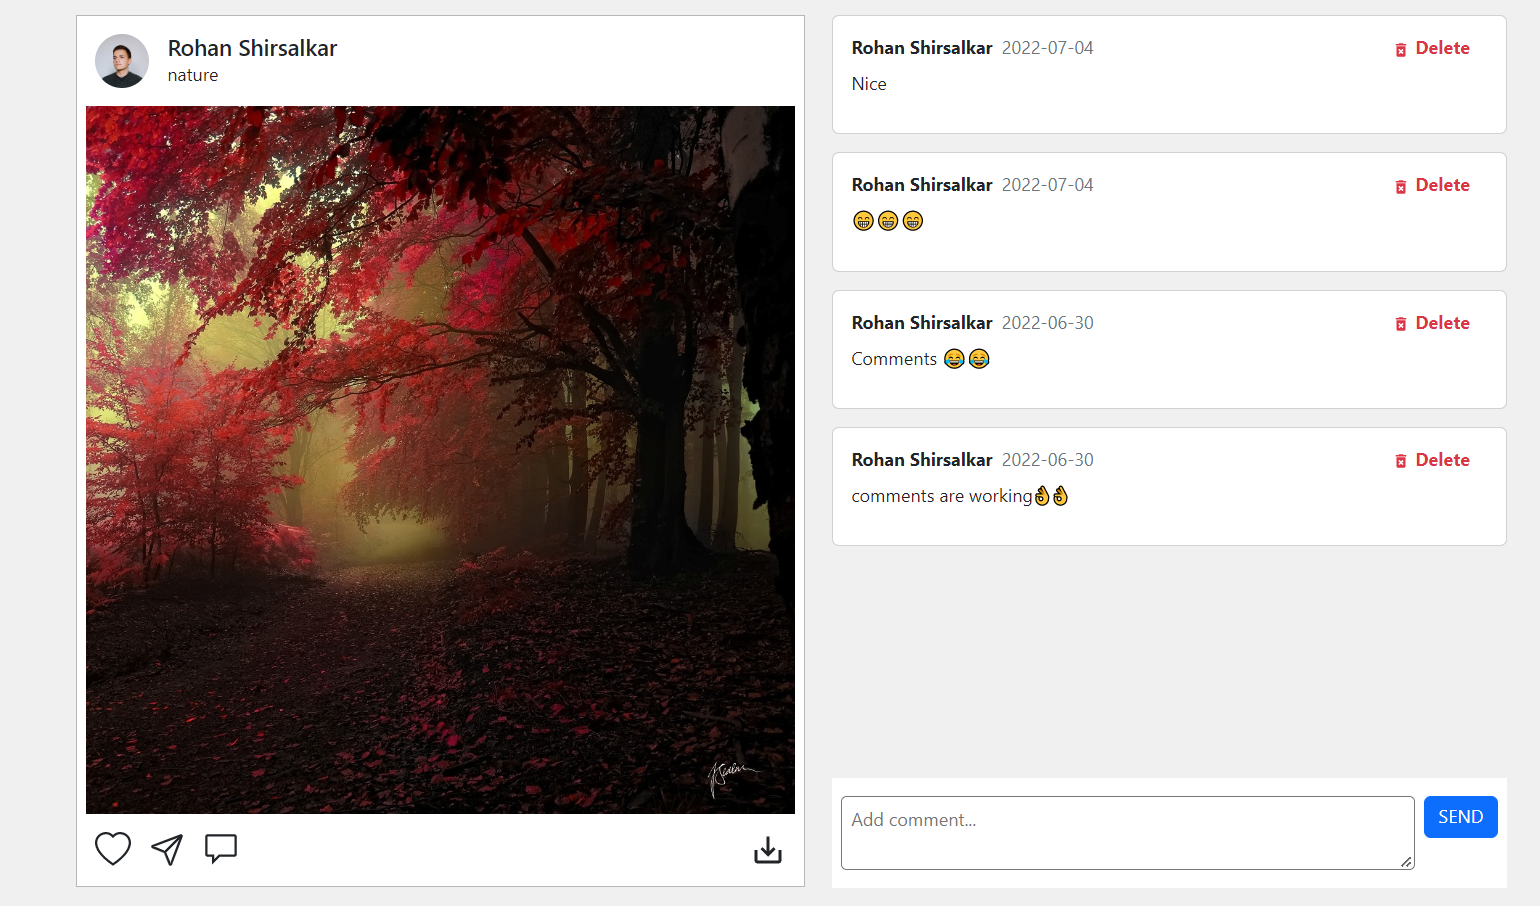 Rohan Shirsalkar
nature
Rohan Shirsalkar 2022-07-04 Delete
Nice
Rohan Shirsalkar 2022-07-04 Delete
😁😁😁
Rohan Shirsalkar 2022-06-30 Delete
Comments 😂😂
Rohan Shirsalkar 2022-06-30 Delete
comments are working👌👌
Add comment...
SEND